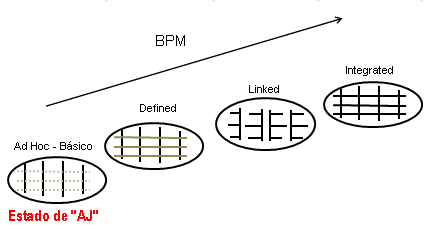 BPM
Integrated
Linked
Defined
Ad Hoc - Básico
Estado de "AJ"